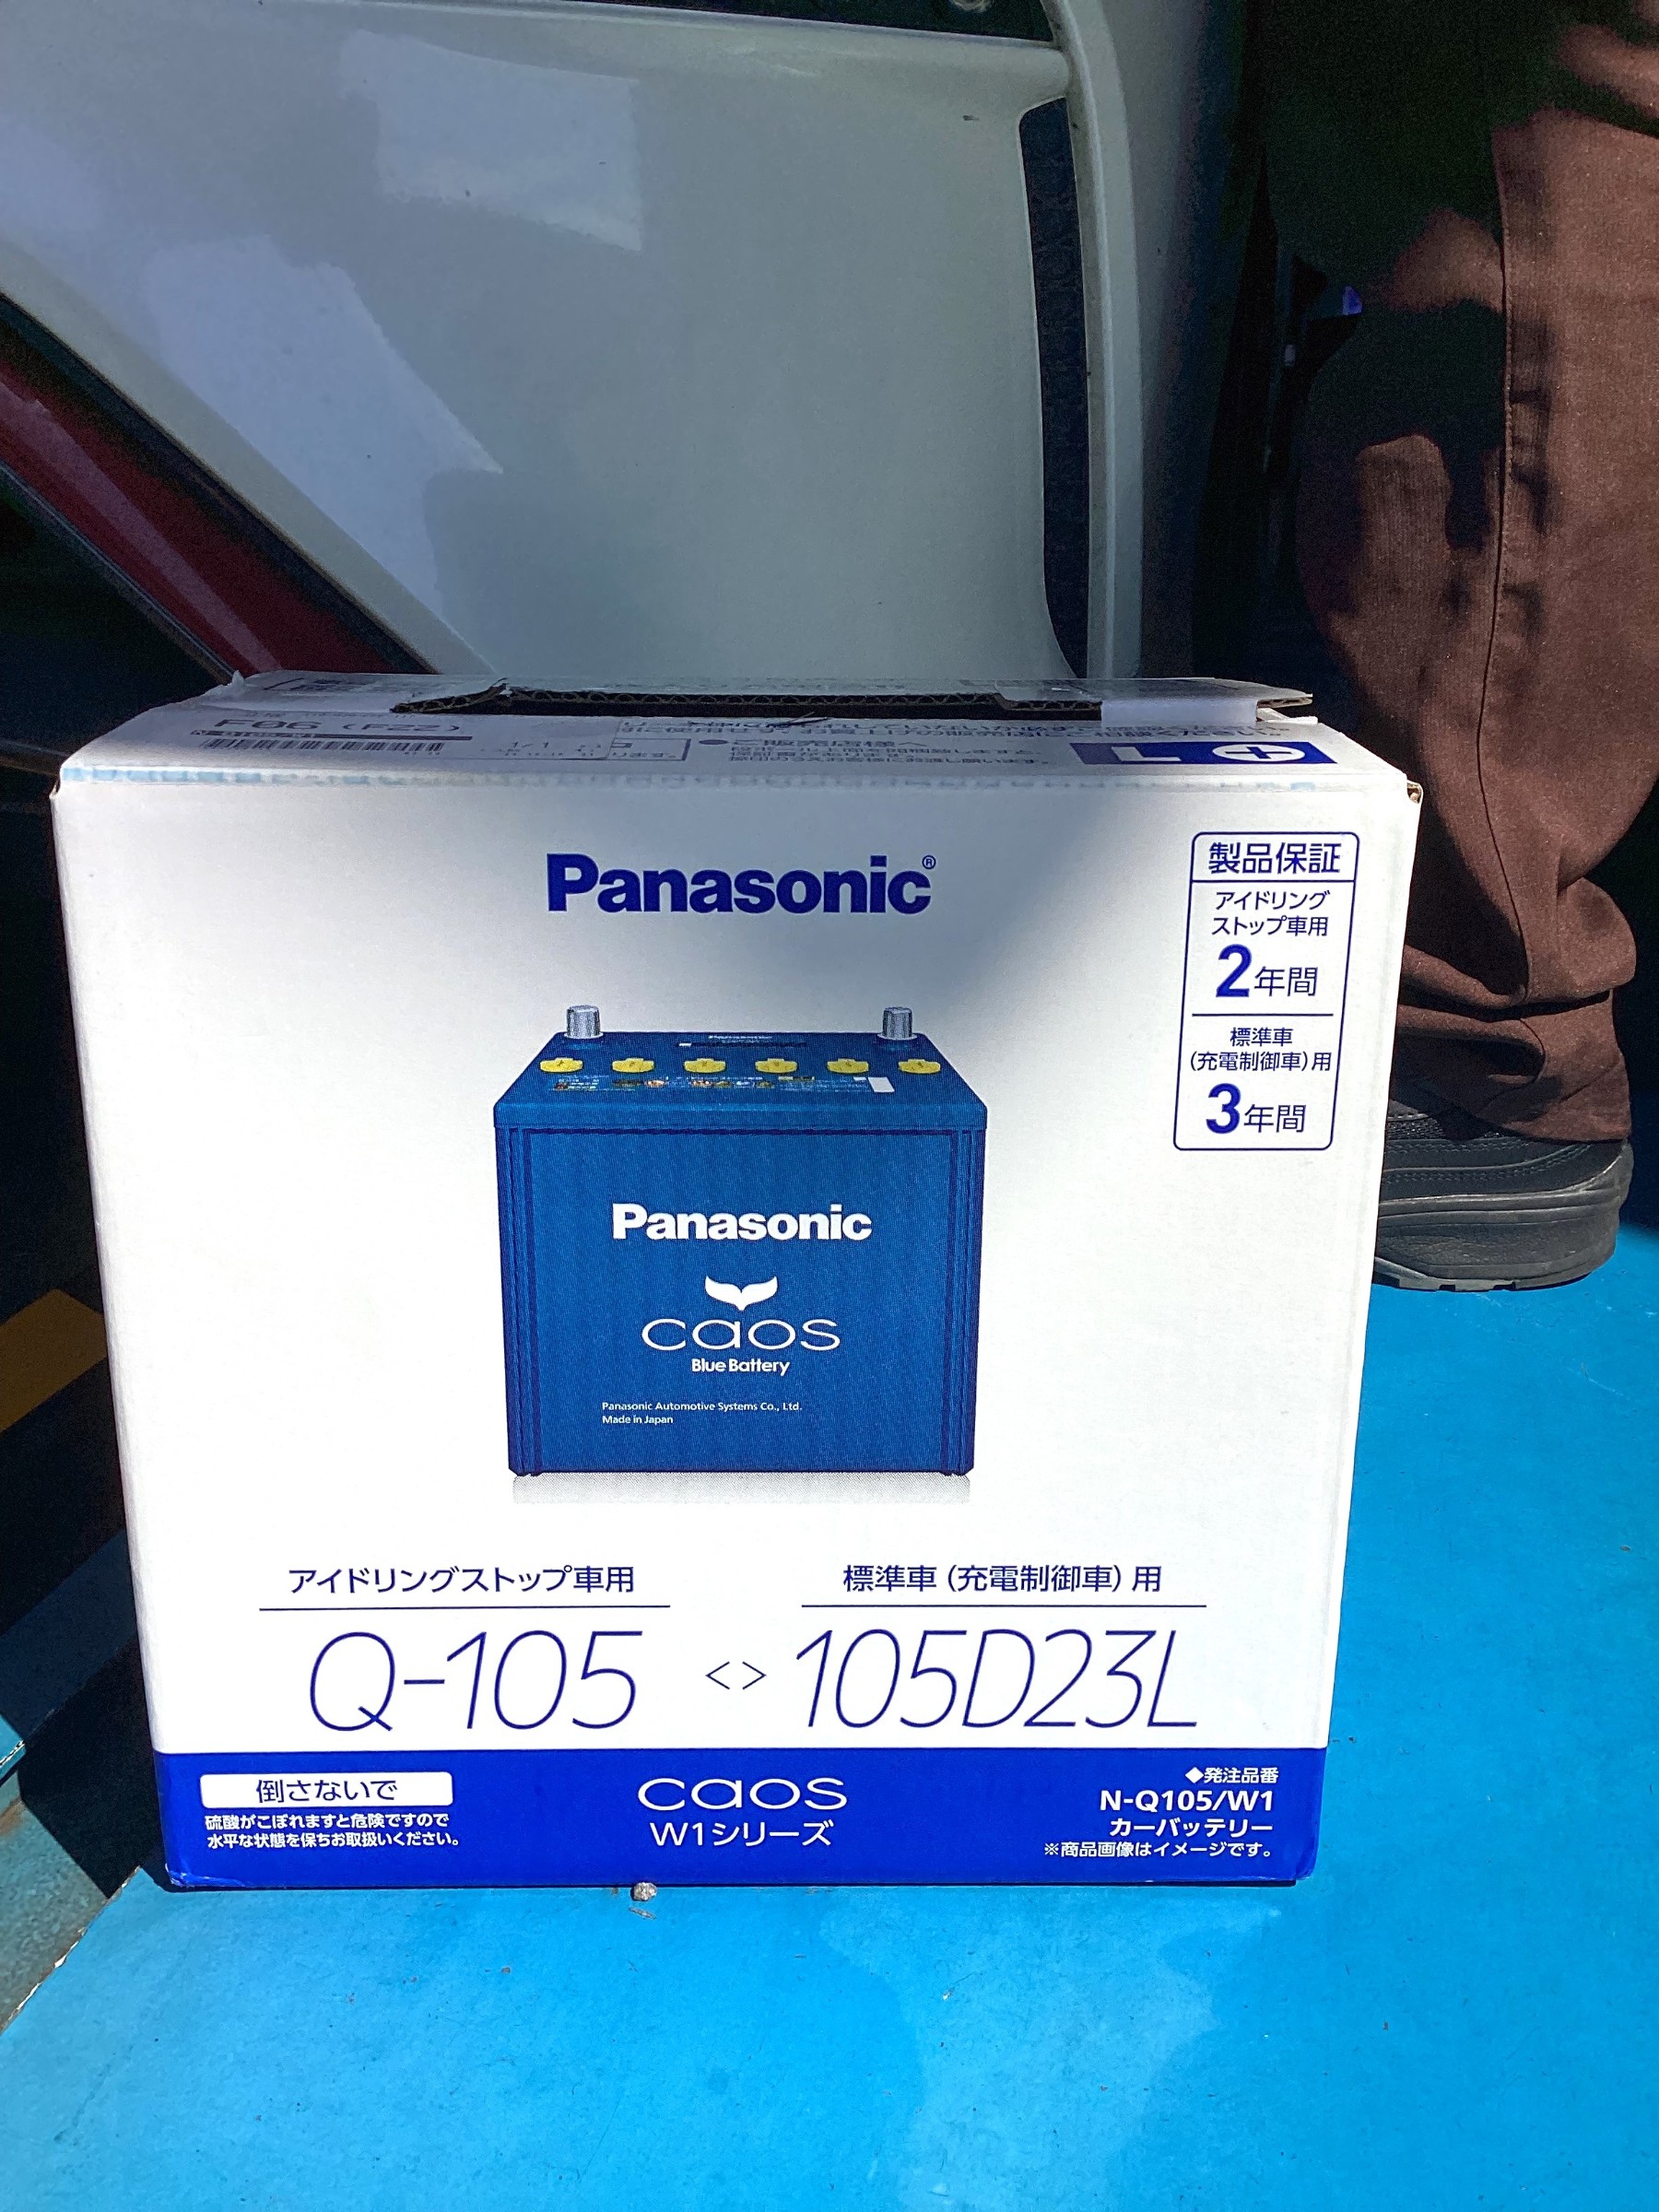 Panasonic®
製品保証
アイドリング
ストップ車用
2年間
標準車
(充電制御車)用
3年間
Panasonic
caos
Blue Battery
Panasonic Automotive Systems Co., Ltd.
Made in Japan
アイドリングストップ車用
標準車(充電制御車)用
Q-105 <> 105D23L
倒さないで
硫酸がこぼれますと危険ですので
水平な状態を保ちお取扱いください。
caos
W1シリーズ
◆発注品番
N-Q105/W1
カーバッテリー
※商品画像はイメージです。